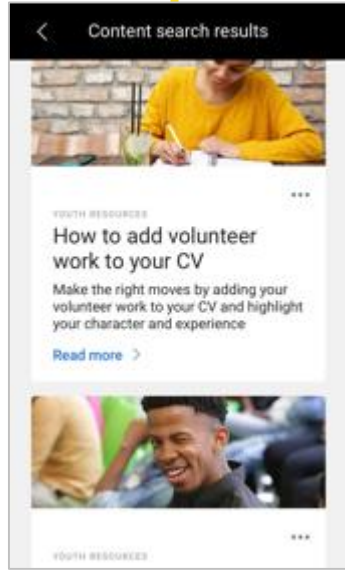 Content search results
YOUTH RESOURCES
How to add volunteer
work to your CV
Make the right moves by adding your
volunteer work to your CV and highlight
your character and experience
Read more
YOUTH RESOURCES